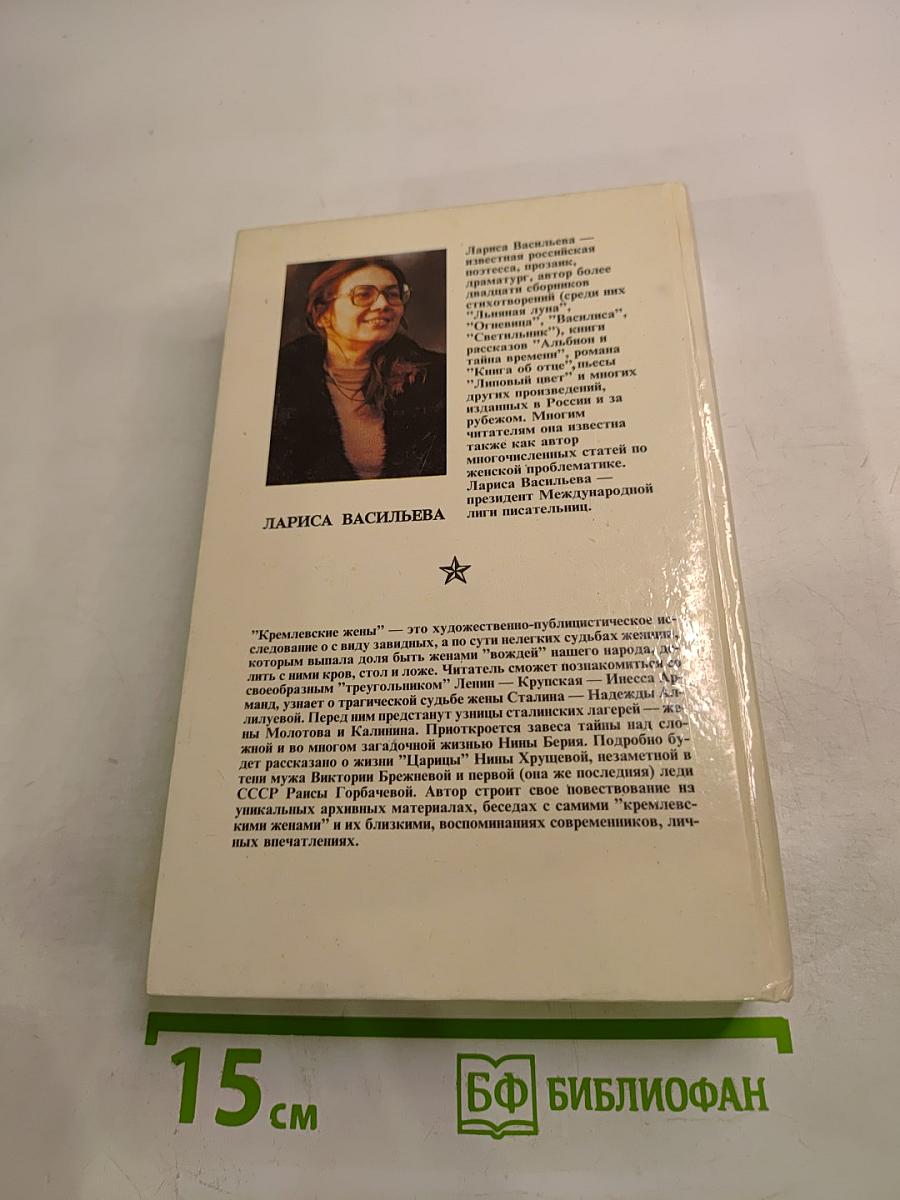 Лариса Васильева —
известная российская
поэтесса, прозаик,
драматург, автор более
двадцати сборников
стихотворений (среди них
"Льняная луна",
"Огневица", "Василиса",
"Светильник"), книги
рассказов "Альбион и
тайна времени", романа
"Книга об отце", пьесы
"Липовый цвет" и многих
других произведений,
изданных в России и за
рубежом. Многим
читателям она известна
также как автор
многочисленных статей по
женской проблематике.
Лариса Васильева —
президент Международной
лиги писательниц.
ЛАРИСА ВАСИЛЬЕВА
"Кремлевские жены" — это художественно-публицистическое ис-
следование о с виду завидных, а по сути нелегких судьбах женщин,
которым выпала доля быть женами "вождей" нашего народа, де-
лить с ними кров, стол и ложе. Читатель сможет познакомиться со
своеобразным "треугольником" Ленин — Крупская — Инесса Ар-
манд, узнает о трагической судьбе жены Сталина — Надежды Ал-
лилуевой. Перед ним предстанут узницы сталинских лагерей — же-
ны Молотова и Калинина. Приоткроется завеса тайны над сло-
жной и во многом загадочной жизнью Нины Берия. Подробно бу-
дет рассказано о жизни "Царицы" Нины Хрущевой, незаметной в
тени мужа Виктории Брежневой и первой (она же последняя) леди
СССР Раисы Горбачевой. Автор строит свое повествование на
уникальных архивных материалах, беседах с самими "кремлевс-
кими женами" и их близкими, воспоминаниях современников, лич-
ных впечатлениях.
15 см
БФ БИБЛИОФАН